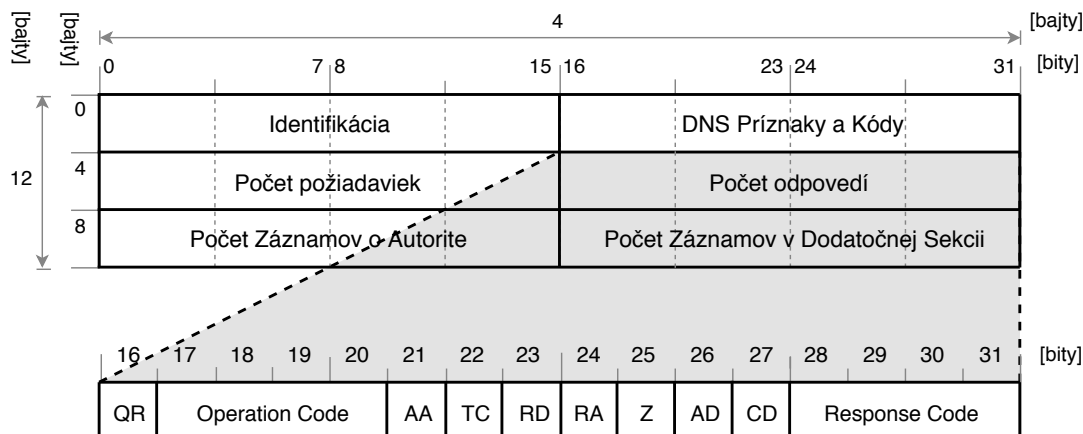 [bajty] [bajty] 4 [bajty]
0 7 8 15 16 23 24 31 [bity]
0 Identifikácia DNS Príznaky a Kódy
12 4 Počet požiadaviek Počet odpovedí
8 Počet Záznamov o Autorite Počet Záznamov v Dodatočnej Sekcii
16 17 18 19 20 21 22 23 24 25 26 27 28 29 30 31 [bity]
QR Operation Code AA TC RD RA Z AD CD Response Code